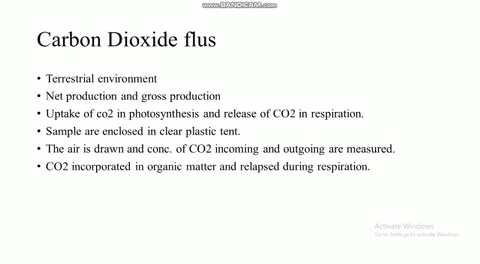 www.BANDICAM.com
Carbon Dioxide flus
• Terrestrial environment
• Net production and gross production
• Uptake of co2 in photosynthesis and release of CO2 in respiration.
• Sample are enclosed in clear plastic tent.
• The air is drawn and conc. of CO2 incoming and outgoing are measured.
• CO2 incorporated in organic matter and relapsed during respiration.
Activate Windows
Go to Settings to activate Windows.